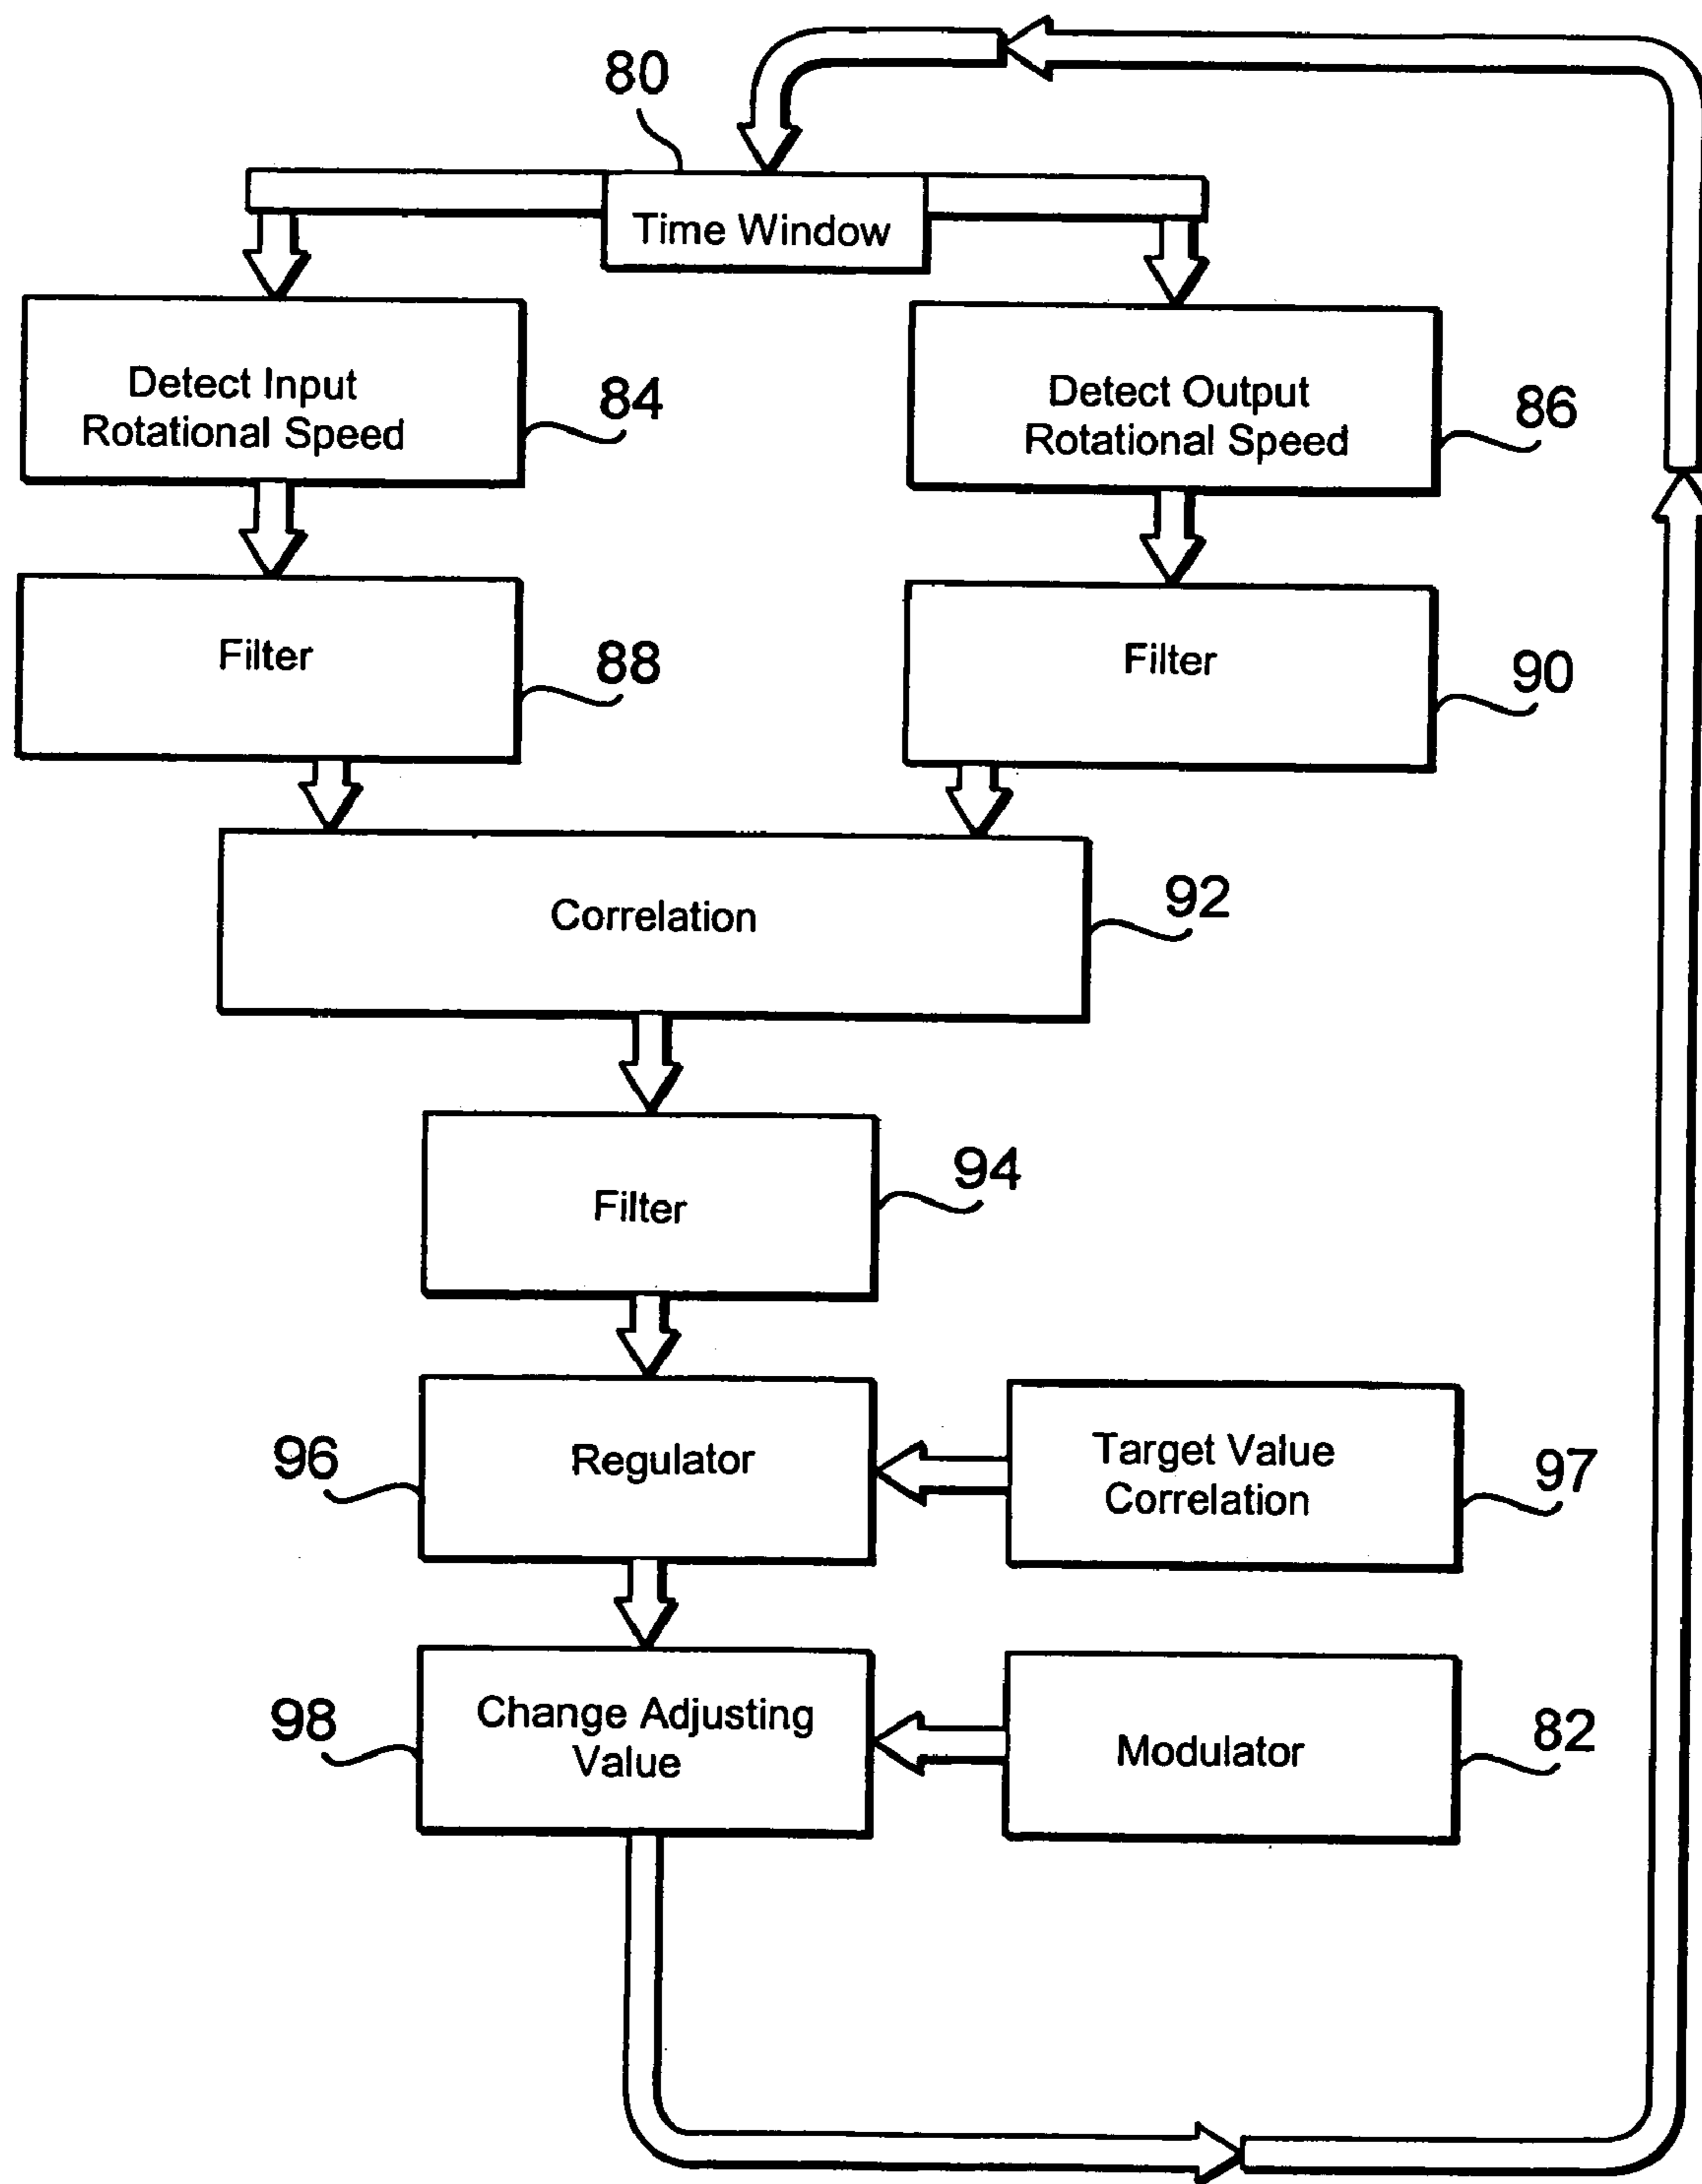 80
Time Window
Detect Input
Rotational Speed
84
Detect Output
Rotational Speed
86
Filter
88
Filter
90
Correlation
92
Filter
94
Regulator
96
Target Value
Correlation
97
Change Adjusting
Value
98
Modulator
82